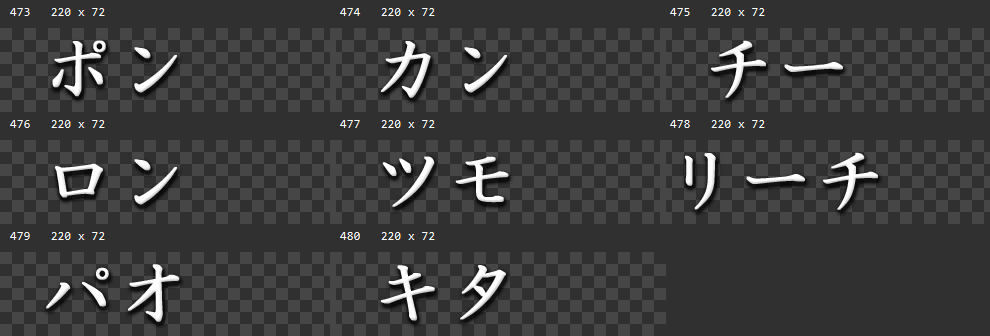 473 220 x 72 474 220 x 72 475 220 x 72
ポン カン チー
476 220 x 72 477 220 x 72 478 220 x 72
ロン ツモ リーチ
479 220 x 72 480 220 x 72
パオ キタ